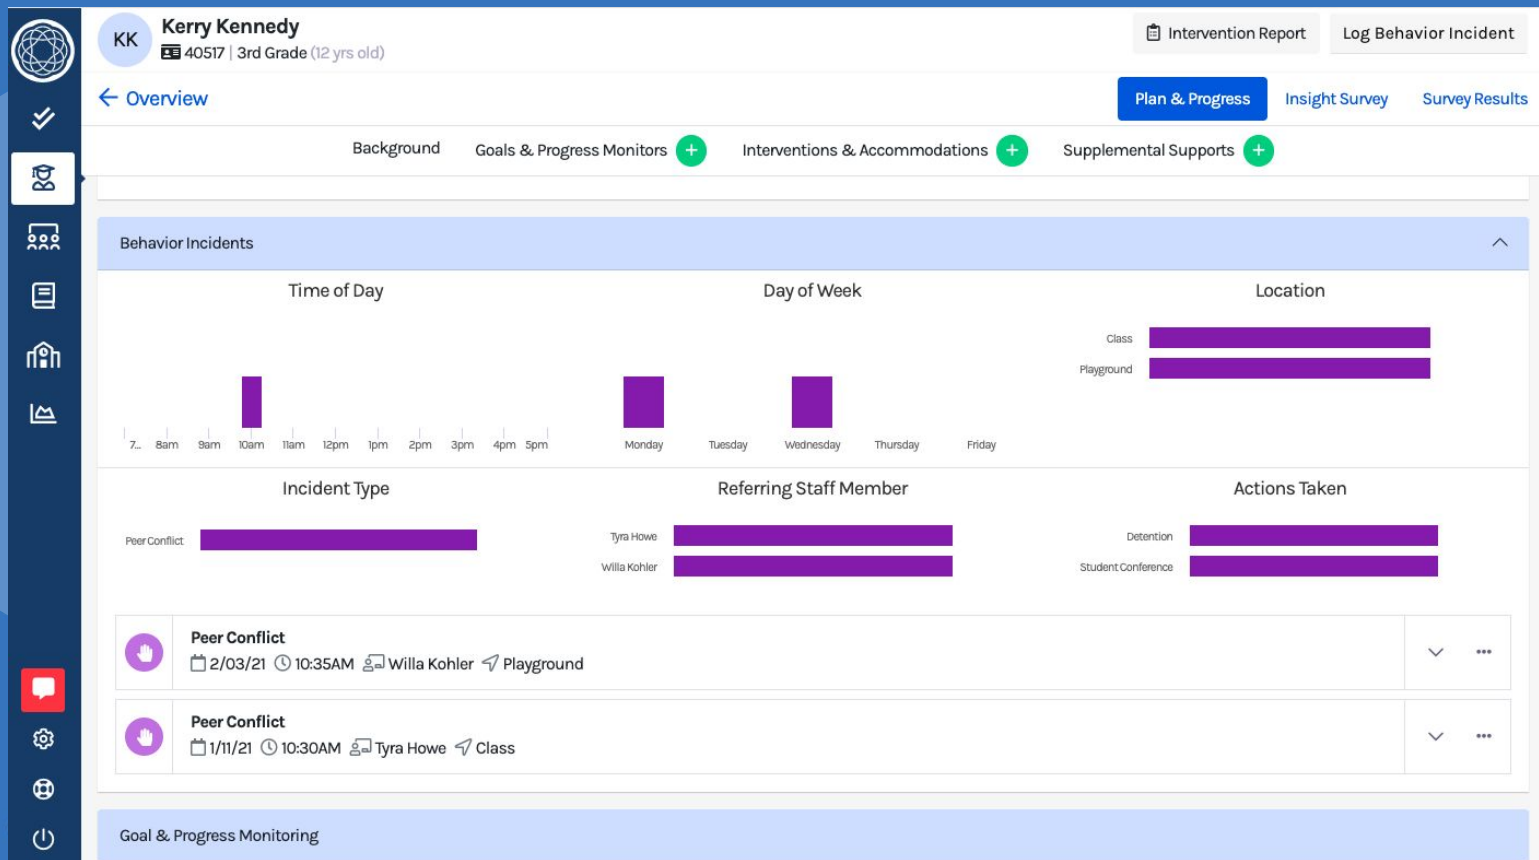 KK
Kerry Kennedy
40517 | 3rd Grade (12 yrs old)
Intervention Report
Log Behavior Incident
Overview
Plan & Progress
Insight Survey
Survey Results
Background
Goals & Progress Monitors
Interventions & Accommodations
Supplemental Supports
Behavior Incidents
Time of Day
7... 8am 9am 10am 11am 12pm 1pm 2pm 3pm 4pm 5pm
Day of Week
Monday Tuesday Wednesday Thursday Friday
Location
Class
Playground
Incident Type
Peer Conflict
Referring Staff Member
Tyra Howe
Willa Kohler
Actions Taken
Detention
Student Conference
Peer Conflict
2/03/21 10:35AM Willa Kohler Playground
Peer Conflict
1/11/21 10:30AM Tyra Howe Class
Goal & Progress Monitoring